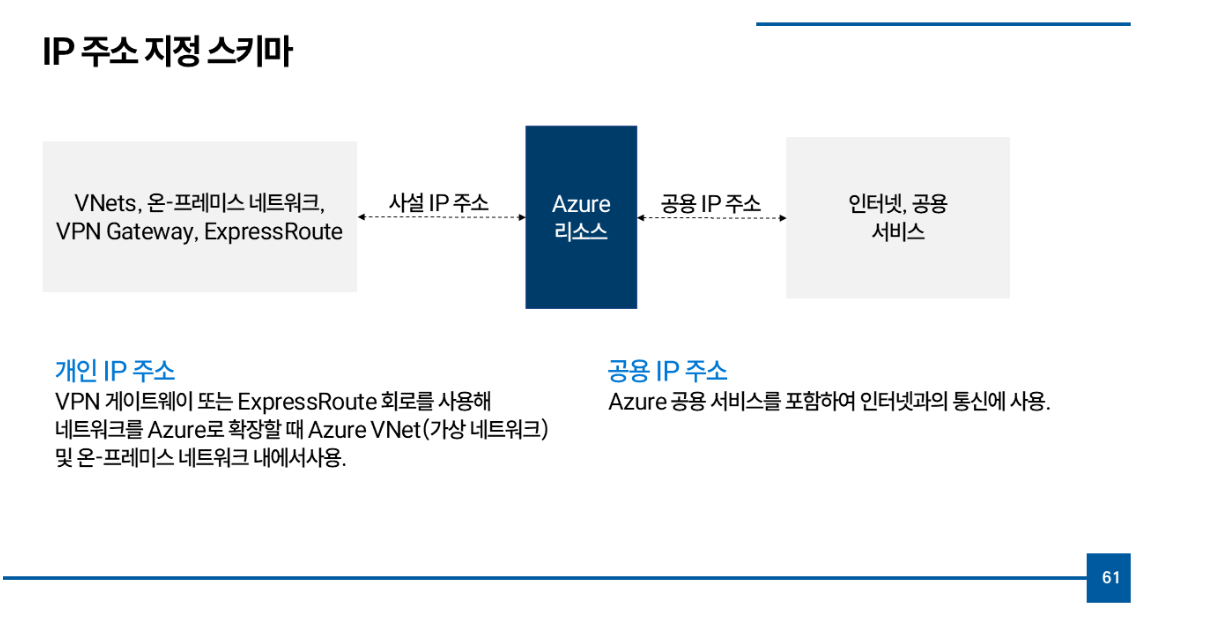 IP 주소 지정 스키마
VNets, 온-프레미스 네트워크,
VPN Gateway, ExpressRoute
사설 IP 주소
Azure
리소스
공용 IP 주소
인터넷, 공용
서비스
개인 IP 주소
VPN 게이트웨이 또는 ExpressRoute 회로를 사용해
네트워크를 Azure로 확장할 때 Azure VNet(가상 네트워크)
및 온-프레미스 네트워크 내에서사용.
공용 IP 주소
Azure 공용 서비스를 포함하여 인터넷과의 통신에 사용.
61